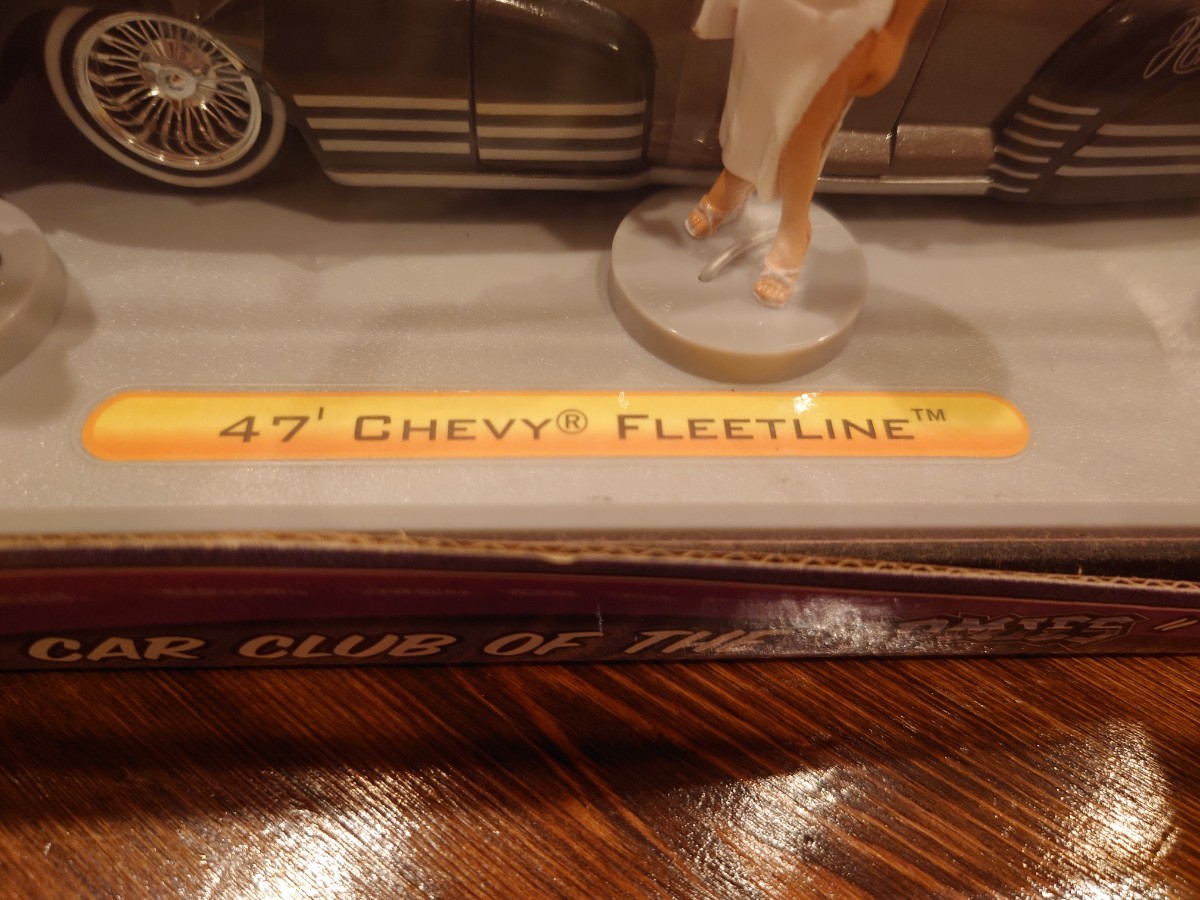 47' CHEVY® FLEETLINE™
CAR CLUB OF THE